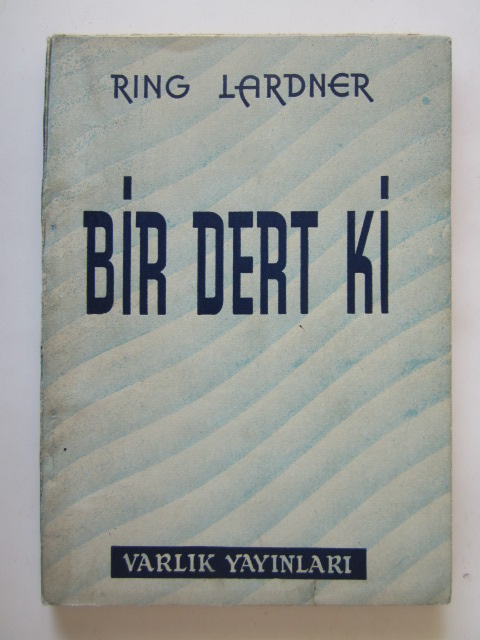 RING LARDNER
BİR DERT Kİ
VARLIK YAYINLARI